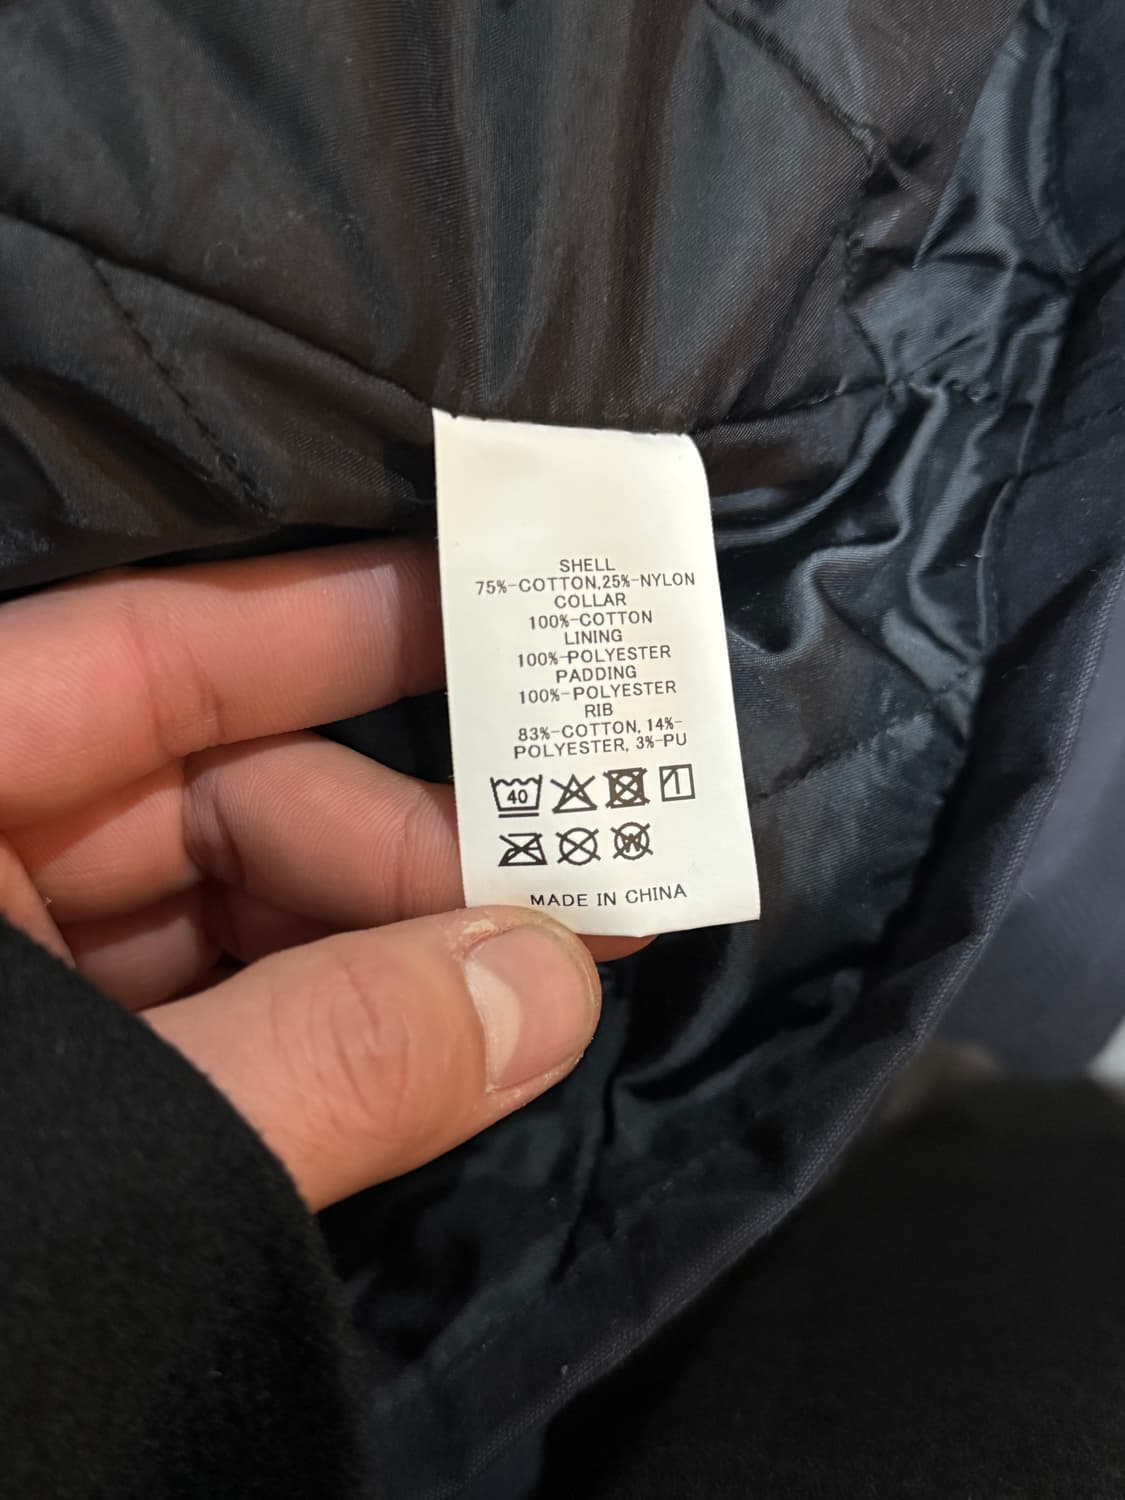 SHELL
75%-COTTON,25%-NYLON
COLLAR
100%-COTTON
LINING
100%-POLYESTER
PADDING
100%-POLYESTER
RIB
83%-COTTON, 14%-
POLYESTER, 3%-PU
40
W
MADE IN CHINA